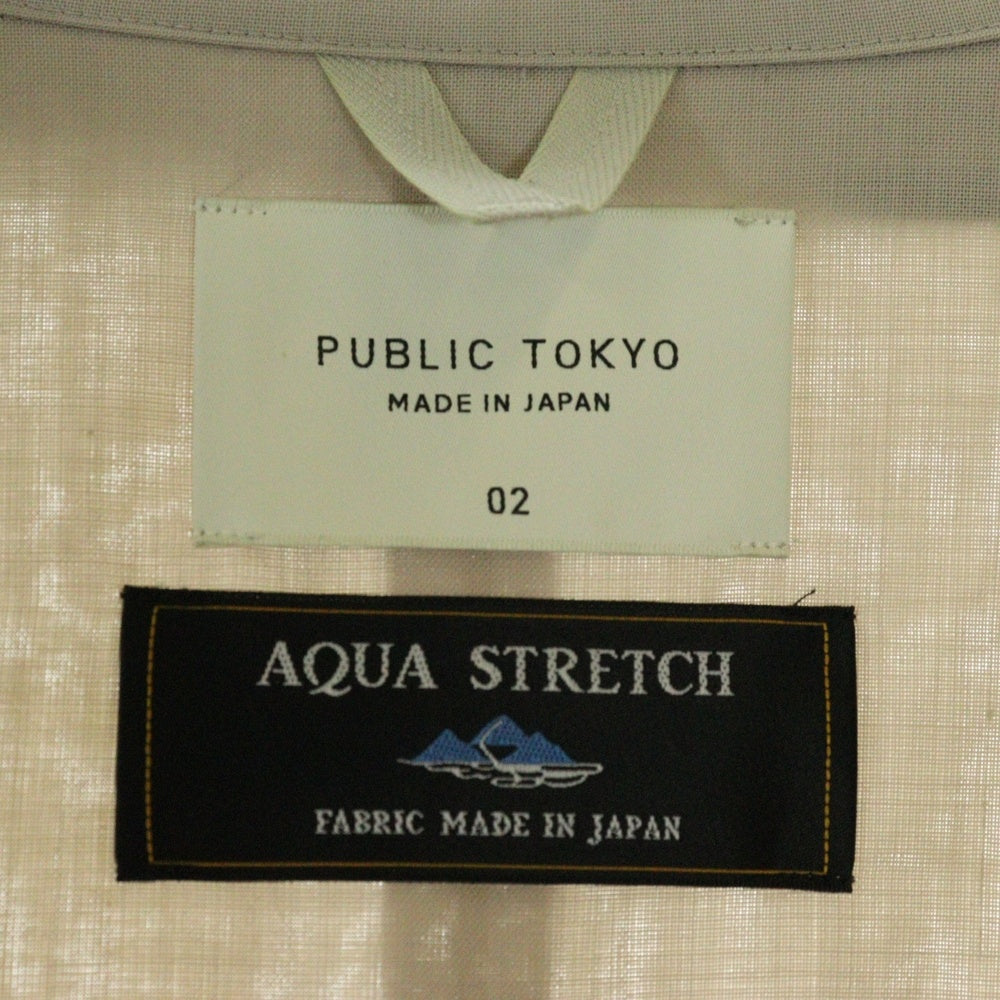 PUBLIC TOKYO
MADE IN JAPAN
02
AQUA STRETCH
FABRIC MADE IN JAPAN